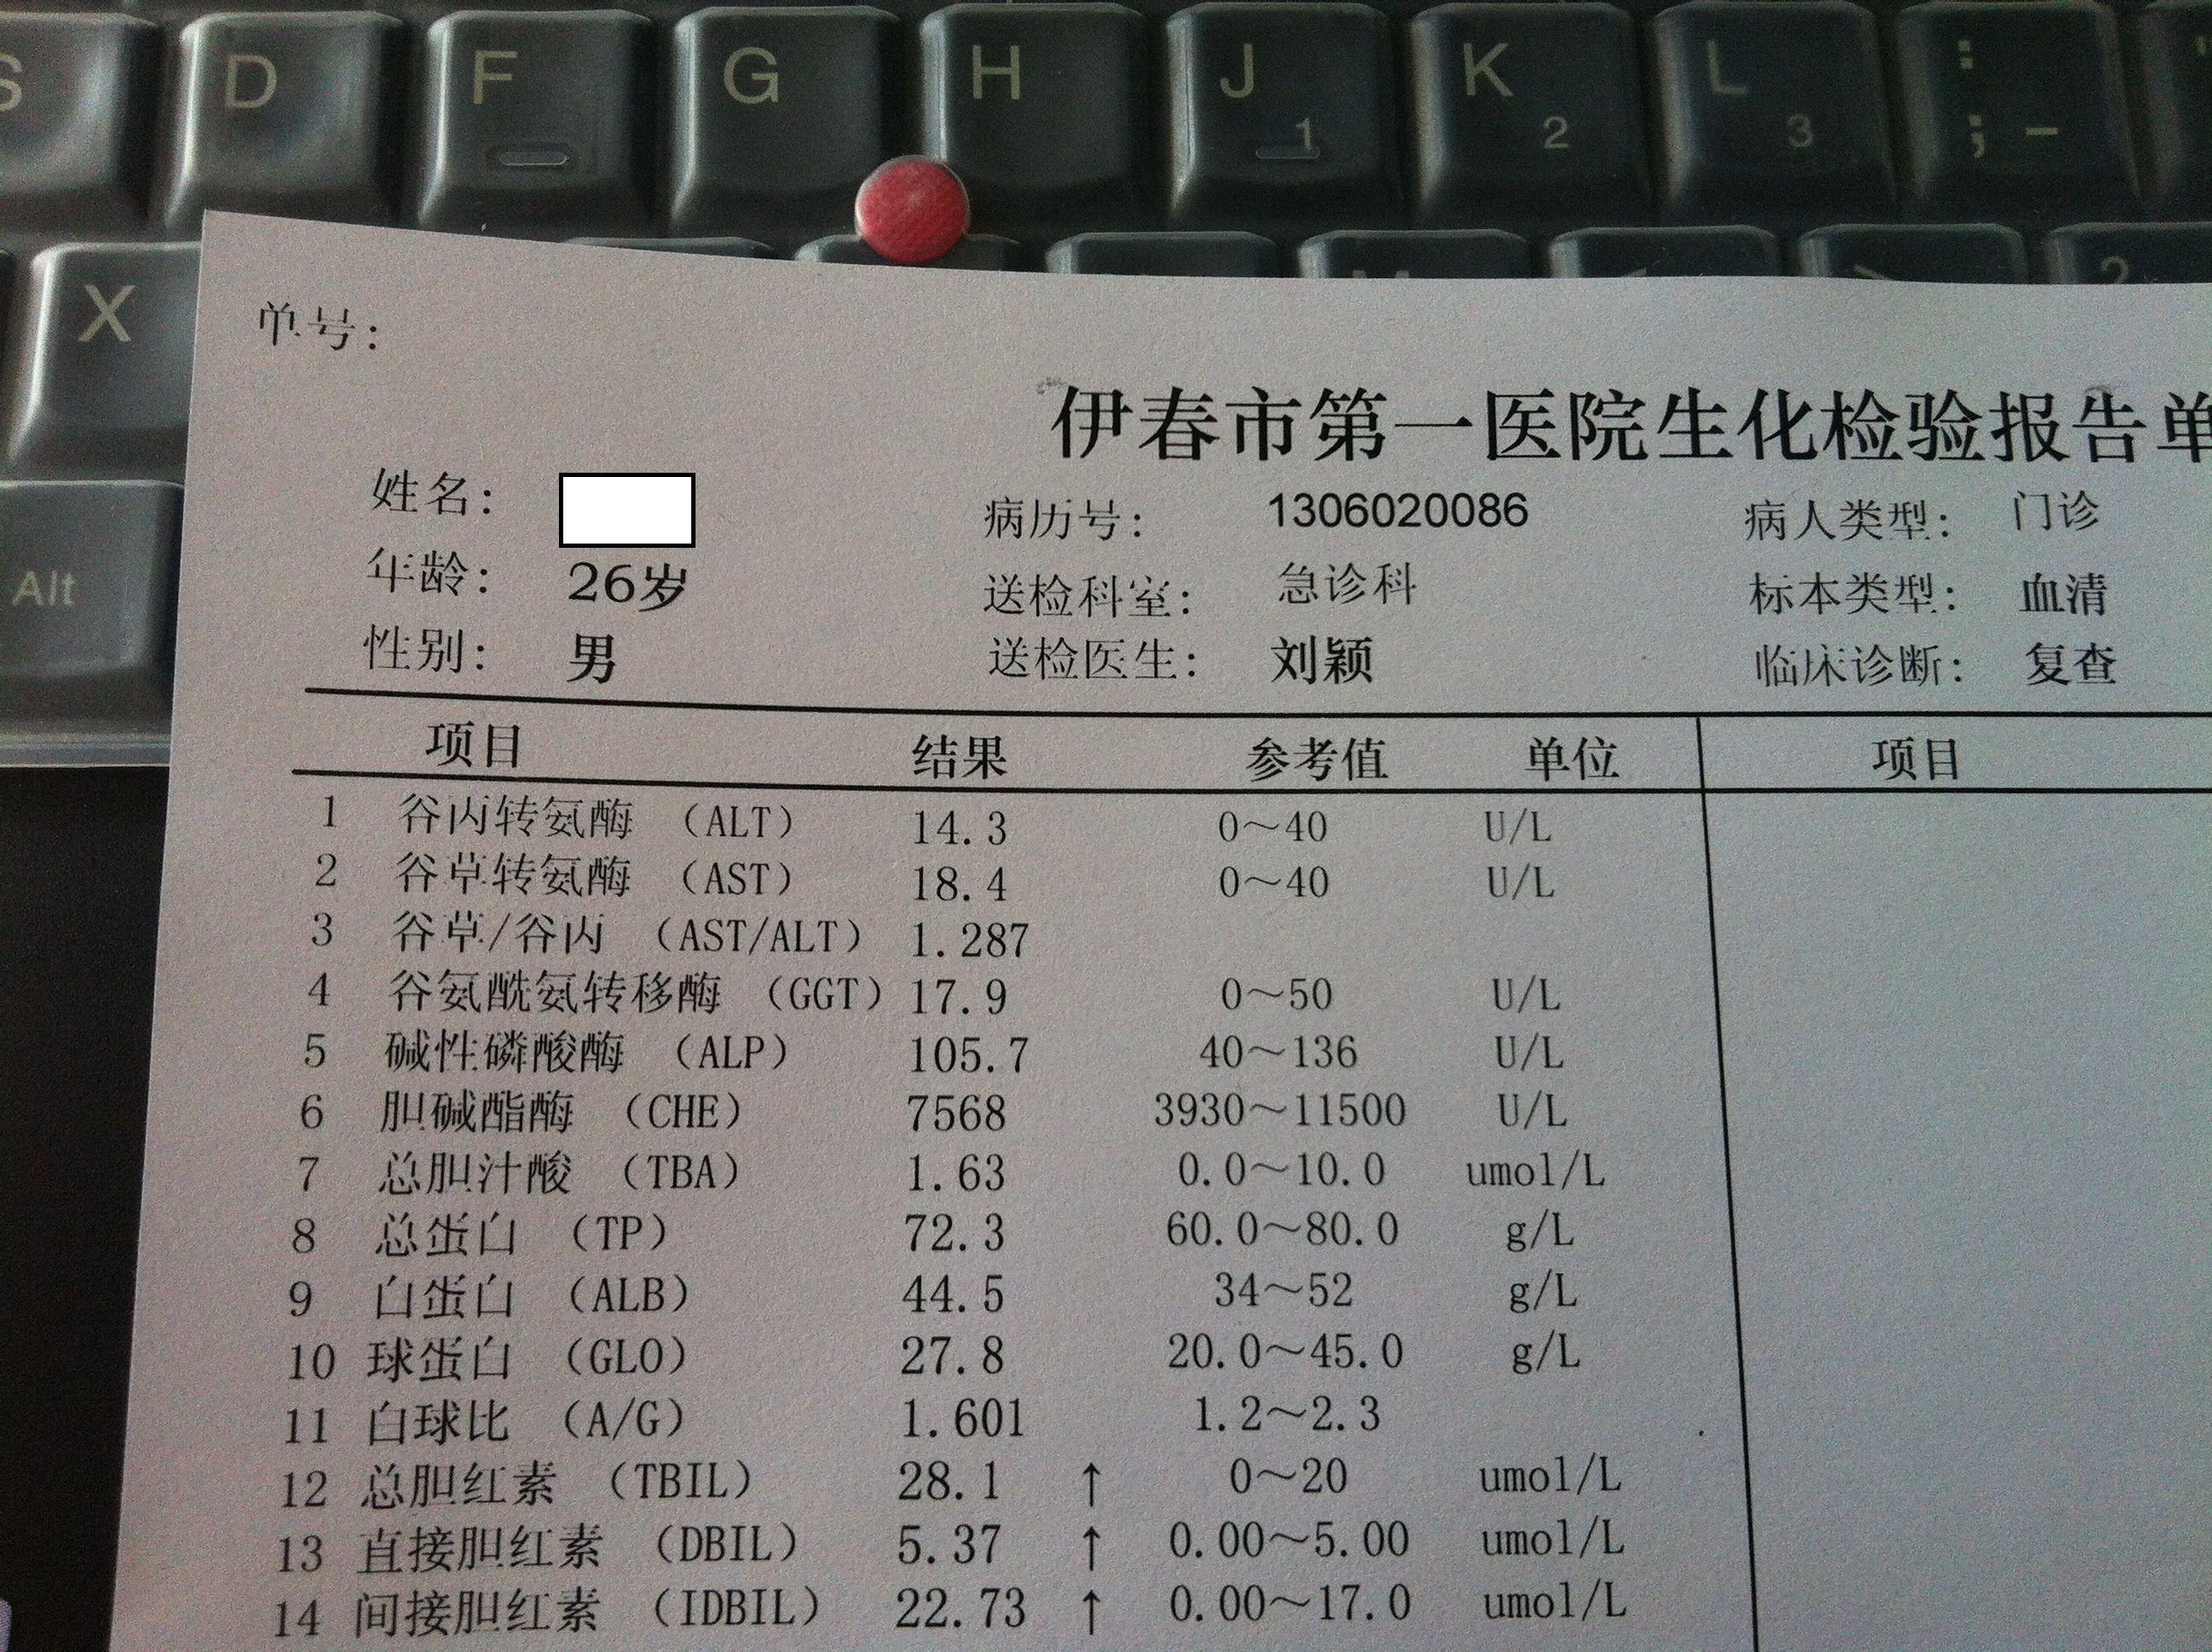 S D F G H J 1 K 2 L 3 : ; -
X
Alt
单号:
伊春市第一医院生化检验报告单
姓名: 病历号: 1306020086 病人类型: 门诊
年龄: 26岁 送检科室: 急诊科 标本类型: 血清
性别: 男 送检医生: 刘颖 临床诊断: 复查
项目 结果 参考值 单位 项目
1 谷丙转氨酶 (ALT) 14.3 0~40 U/L
2 谷草转氨酶 (AST) 18.4 0~40 U/L
3 谷草/谷丙 (AST/ALT) 1.287
4 谷氨酰氨转移酶 (GGT) 17.9 0~50 U/L
5 碱性磷酸酶 (ALP) 105.7 40~136 U/L
6 胆碱酯酶 (CHE) 7568 3930~11500 U/L
7 总胆汁酸 (TBA) 1.63 0.0~10.0 umol/L
8 总蛋白 (TP) 72.3 60.0~80.0 g/L
9 白蛋白 (ALB) 44.5 34~52 g/L
10 球蛋白 (GLO) 27.8 20.0~45.0 g/L
11 白球比 (A/G) 1.601 1.2~2.3
12 总胆红素 (TBIL) 28.1 ↑ 0~20 umol/L
13 直接胆红素 (DBIL) 5.37 ↑ 0.00~5.00 umol/L
14 间接胆红素 (IDBIL) 22.73 ↑ 0.00~17.0 umol/L